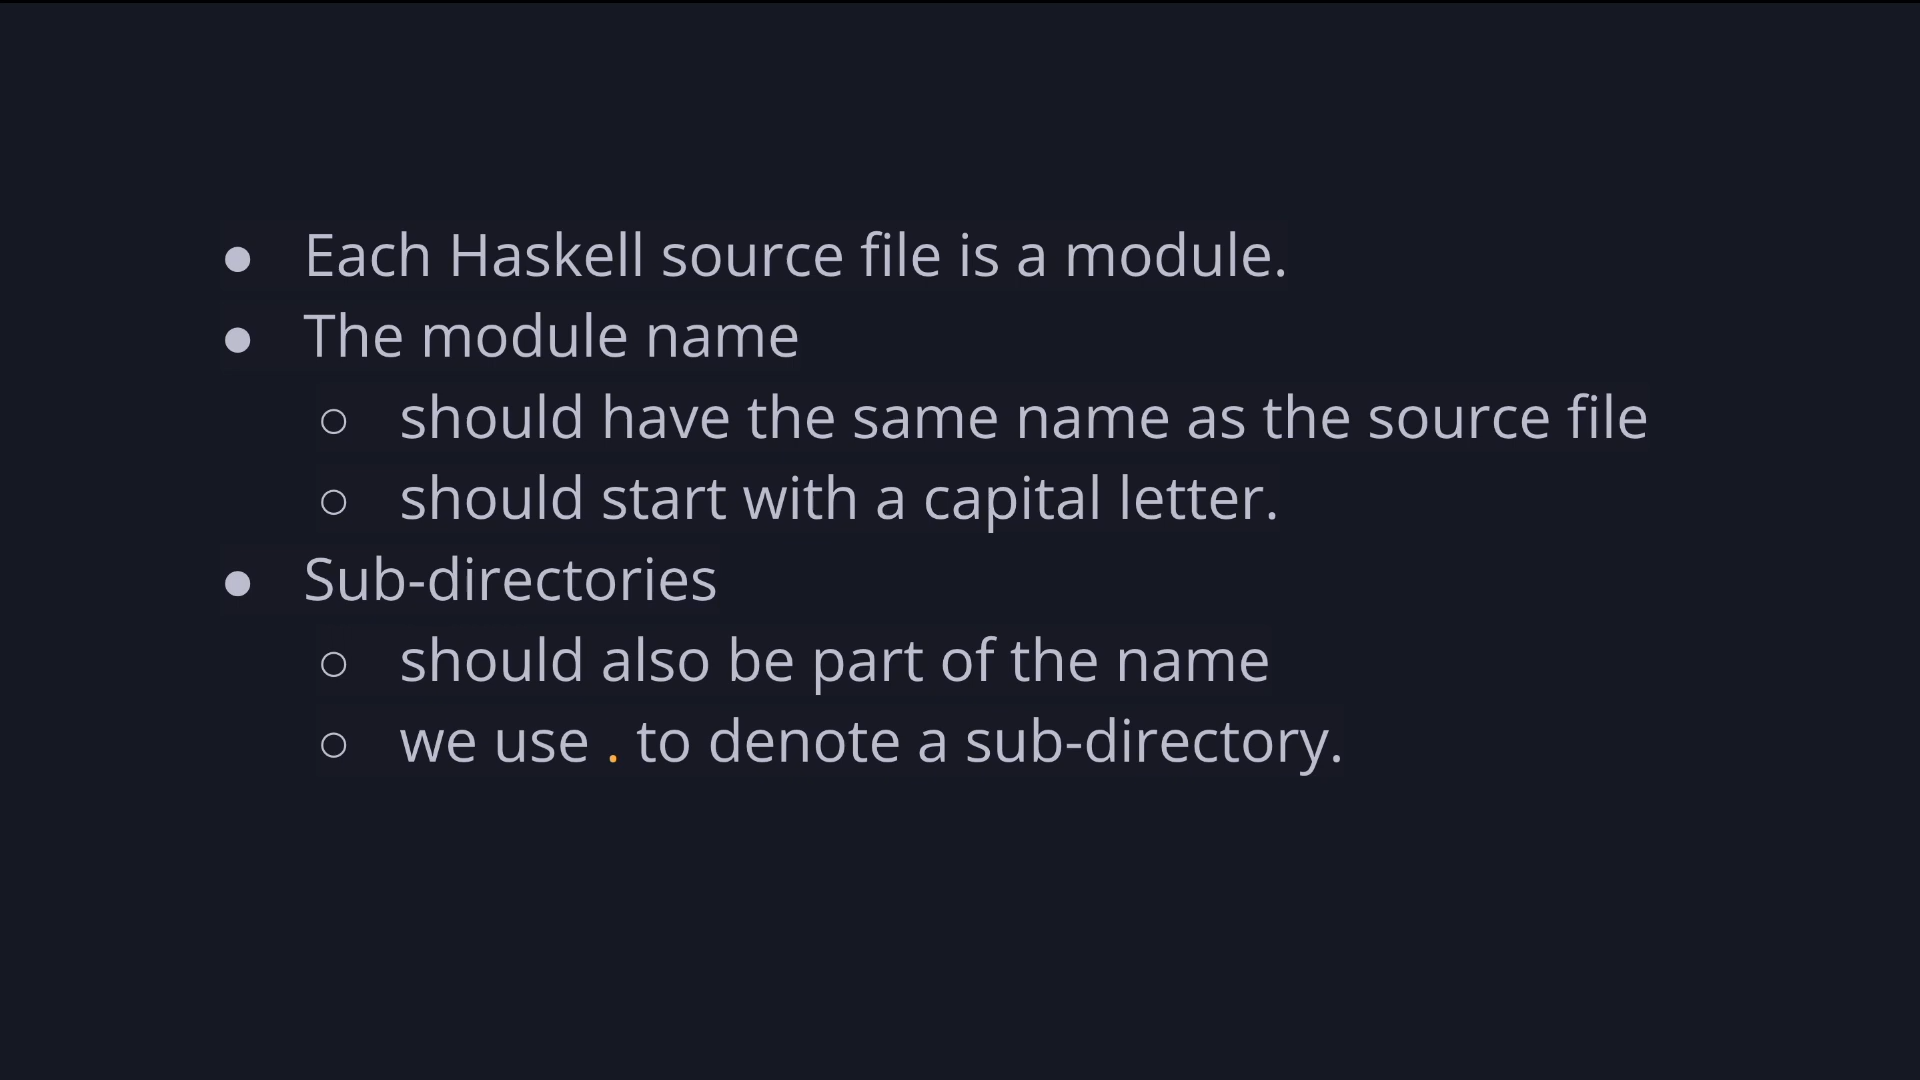 ● Each Haskell source file is a module.
● The module name
○ should have the same name as the source file
○ should start with a capital letter.
● Sub-directories
○ should also be part of the name
○ we use . to denote a sub-directory.